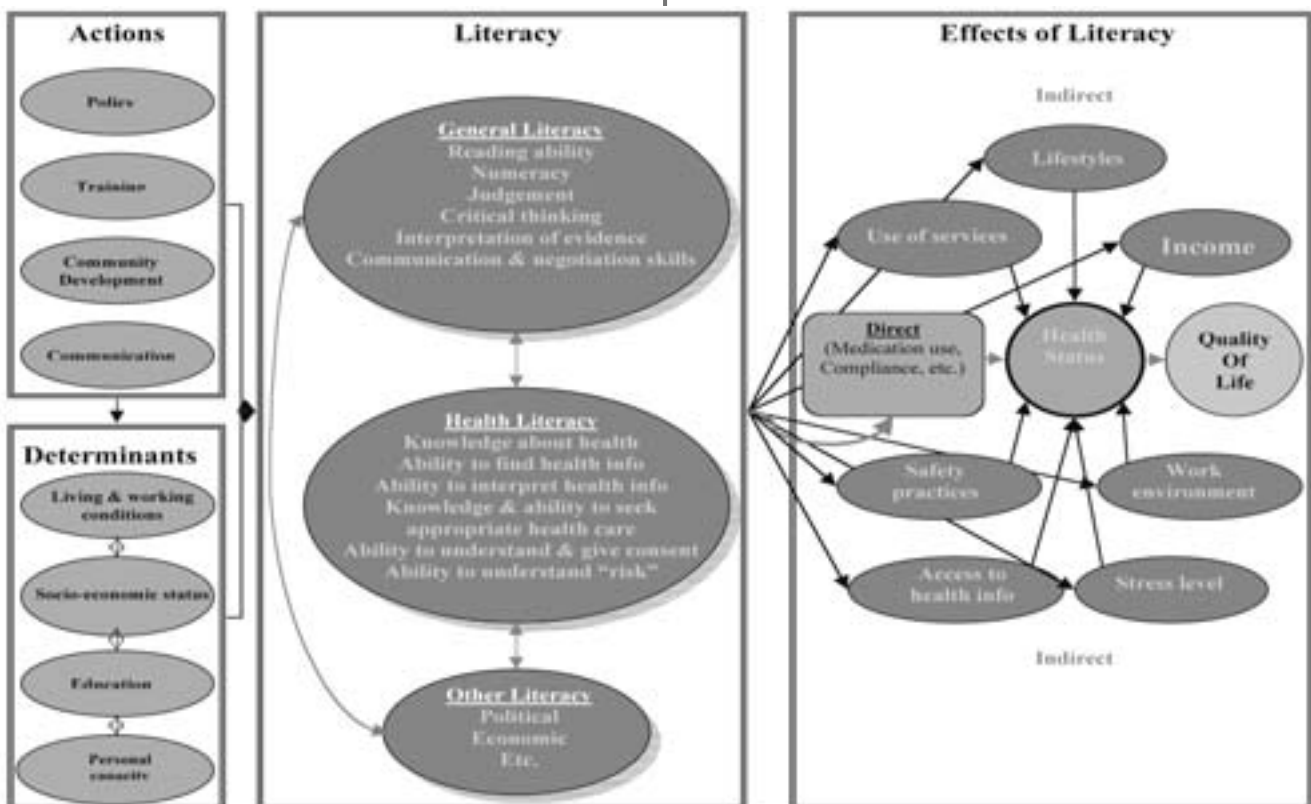 Actions
Policy
Training
Community
Development
Communication
Determinants
Living & working
conditions
Socio-economic status
Education
Personal
capacity
Literacy
General Literacy
Reading ability
Numeracy
Judgement
Critical thinking
Interpretation of evidence
Communication & negotiation skills
Health Literacy
Knowledge about health
Ability to find health info
Ability to interpret health info
Knowledge & ability to seek
appropriate health care
Ability to understand & give consent
Ability to understand “risk”
Other Literacy
Political
Economic
Etc.
Effects of Literacy
Indirect
Lifestyles
Use of services
Income
Direct
(Medication use,
Compliance, etc.)
Health
Status
Quality
Of
Life
Safety
practices
Work
environment
Access to
health info
Stress level
Indirect